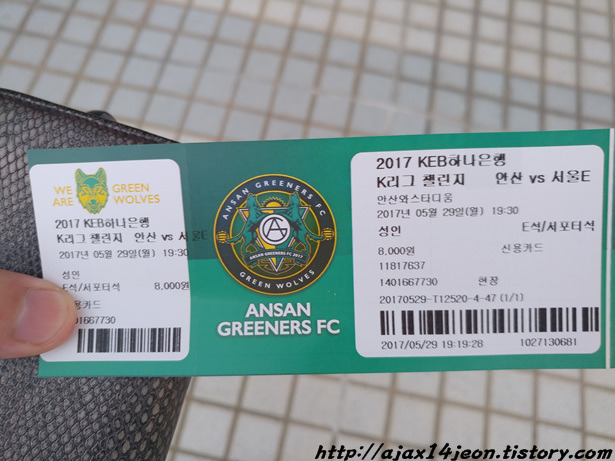 WE ARE GREEN WOLVES
2017 KEB하나은행
K리그 챌린지 안산 vs 서울E
2017년 05월 29일(월) 19:30
성인
E석/서포터석 8,000원
신용카드
1401667730
ANSAN GREENERS FC
AG
ANSAN GREENERS FC 2017
GREEN WOLVES
ANSAN
GREENERS FC
2017 KEB하나은행
K리그 챌린지 안산 vs 서울E
안산와스타디움
2017년 05월 29일(월) 19:30
성인 E석/서포터석
8,000원 신용카드
11817637
1401667730 현장
20170529-T12520-4-47 (1/1)
2017/05/29 19:19:28 1027130681
http://ajax14jeon.tistory.com